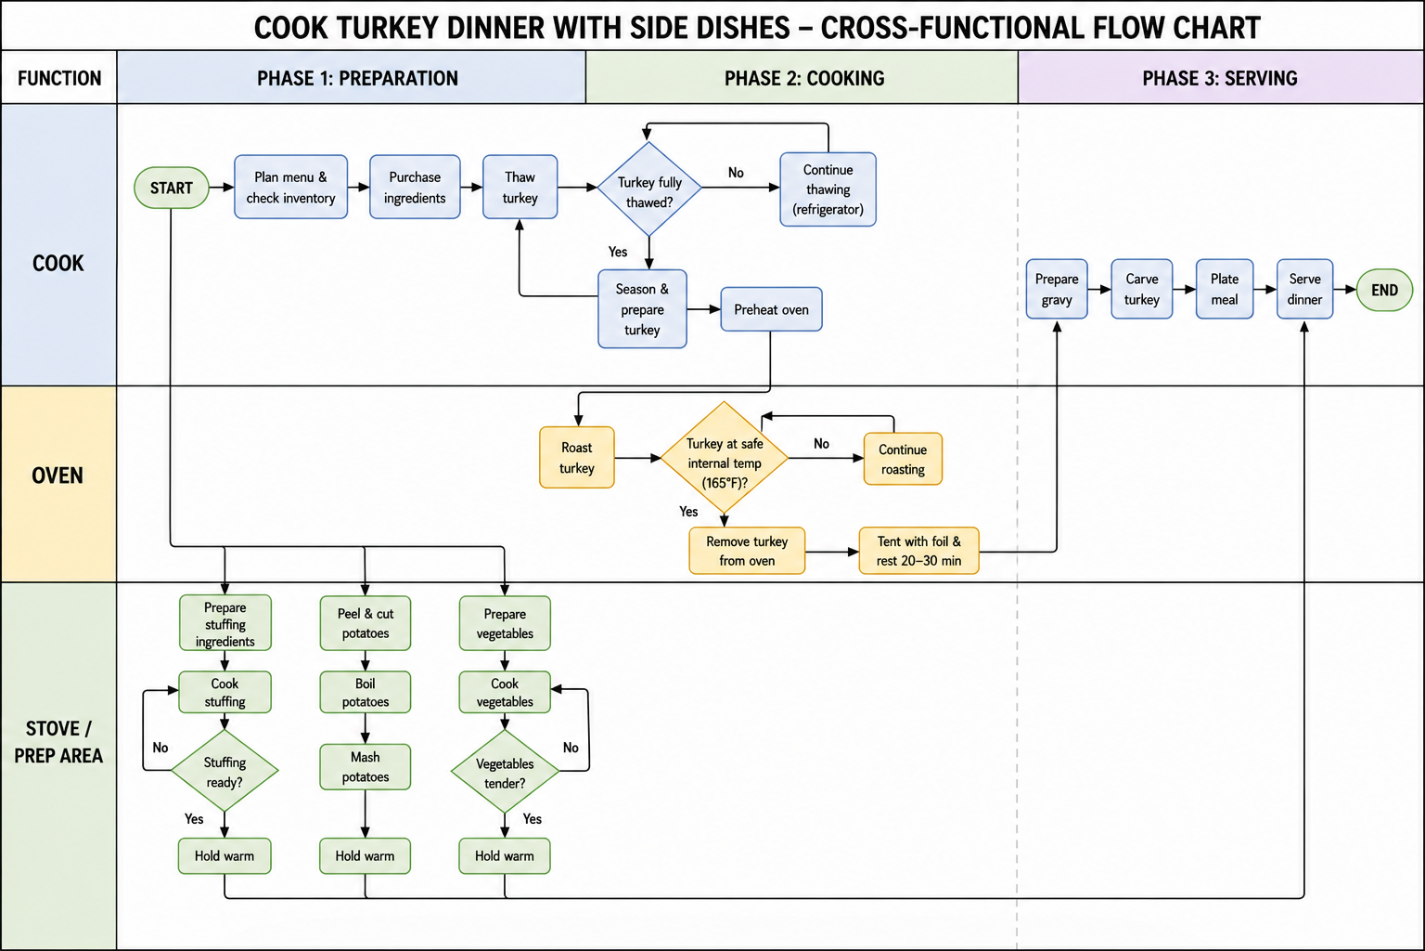 COOK TURKEY DINNER WITH SIDE DISHES – CROSS-FUNCTIONAL FLOW CHART
FUNCTION
PHASE 1: PREPARATION
PHASE 2: COOKING
PHASE 3: SERVING
COOK
START
Plan menu &
check inventory
Purchase
ingredients
Thaw
turkey
Turkey fully
thawed?
No
Continue
thawing
(refrigerator)
Yes
Season &
prepare
turkey
Preheat oven
Prepare
gravy
Carve
turkey
Plate
meal
Serve
dinner
END
OVEN
Roast
turkey
Turkey at safe
internal temp
(165°F)?
No
Continue
roasting
Yes
Remove turkey
from oven
Tent with foil &
rest 20–30 min
STOVE /
PREP AREA
Prepare
stuffing
ingredients
Cook
stuffing
No
Stuffing
ready?
Yes
Hold warm
Peel & cut
potatoes
Boil
potatoes
Mash
potatoes
Hold warm
Prepare
vegetables
Cook
vegetables
No
Vegetables
tender?
Yes
Hold warm